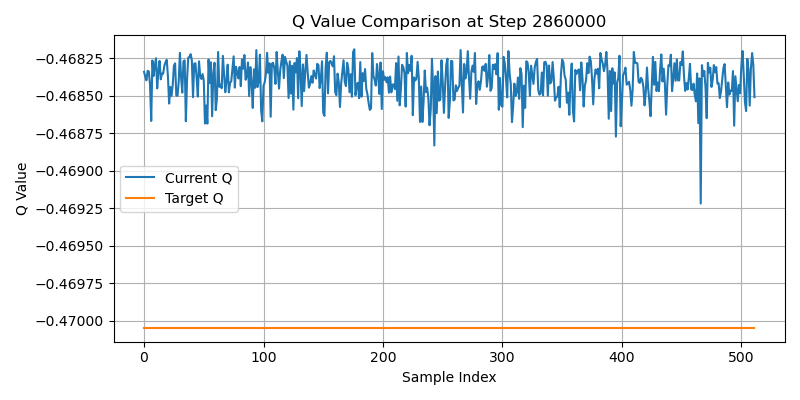 Q Value Comparison at Step 2860000
Q Value
−0.46825
−0.46850
−0.46875
−0.46900
−0.46925
−0.46950
−0.46975
−0.47000
Current Q
Target Q
0
100
200
300
400
500
Sample Index